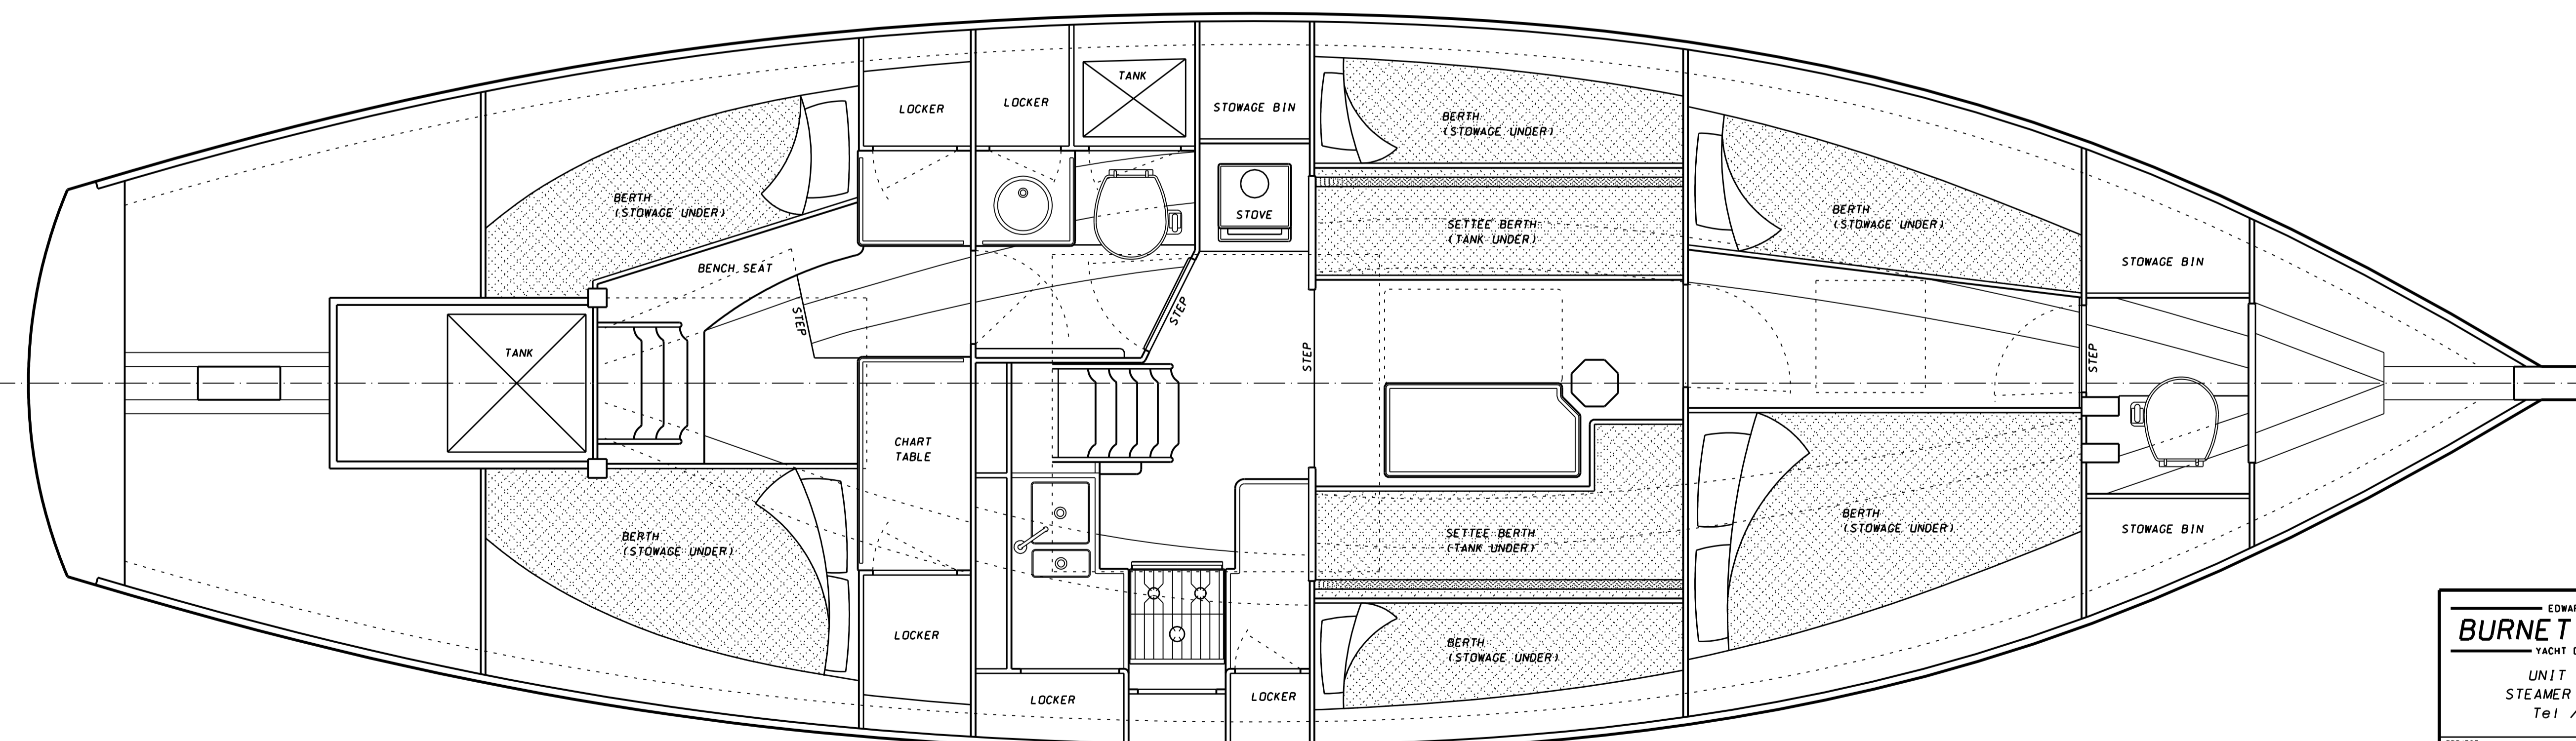 TANK
LOCKER
LOCKER
STOWAGE BIN
BERTH
(STOWAGE UNDER)
BERTH
(STOWAGE UNDER)
BERTH
(STOWAGE UNDER)
STOVE
SETTEE BERTH
(TANK UNDER)
BENCH SEAT
STOWAGE BIN
STEP
STEP
TANK
STEP
STEP
CHART
TABLE
BERTH
(STOWAGE UNDER)
BERTH
(STOWAGE UNDER)
SETTEE BERTH
(TANK UNDER)
STOWAGE BIN
LOCKER
BERTH
(STOWAGE UNDER)
LOCKER
LOCKER
BURNET
YACHT
UNIT
STEAMER
Tel